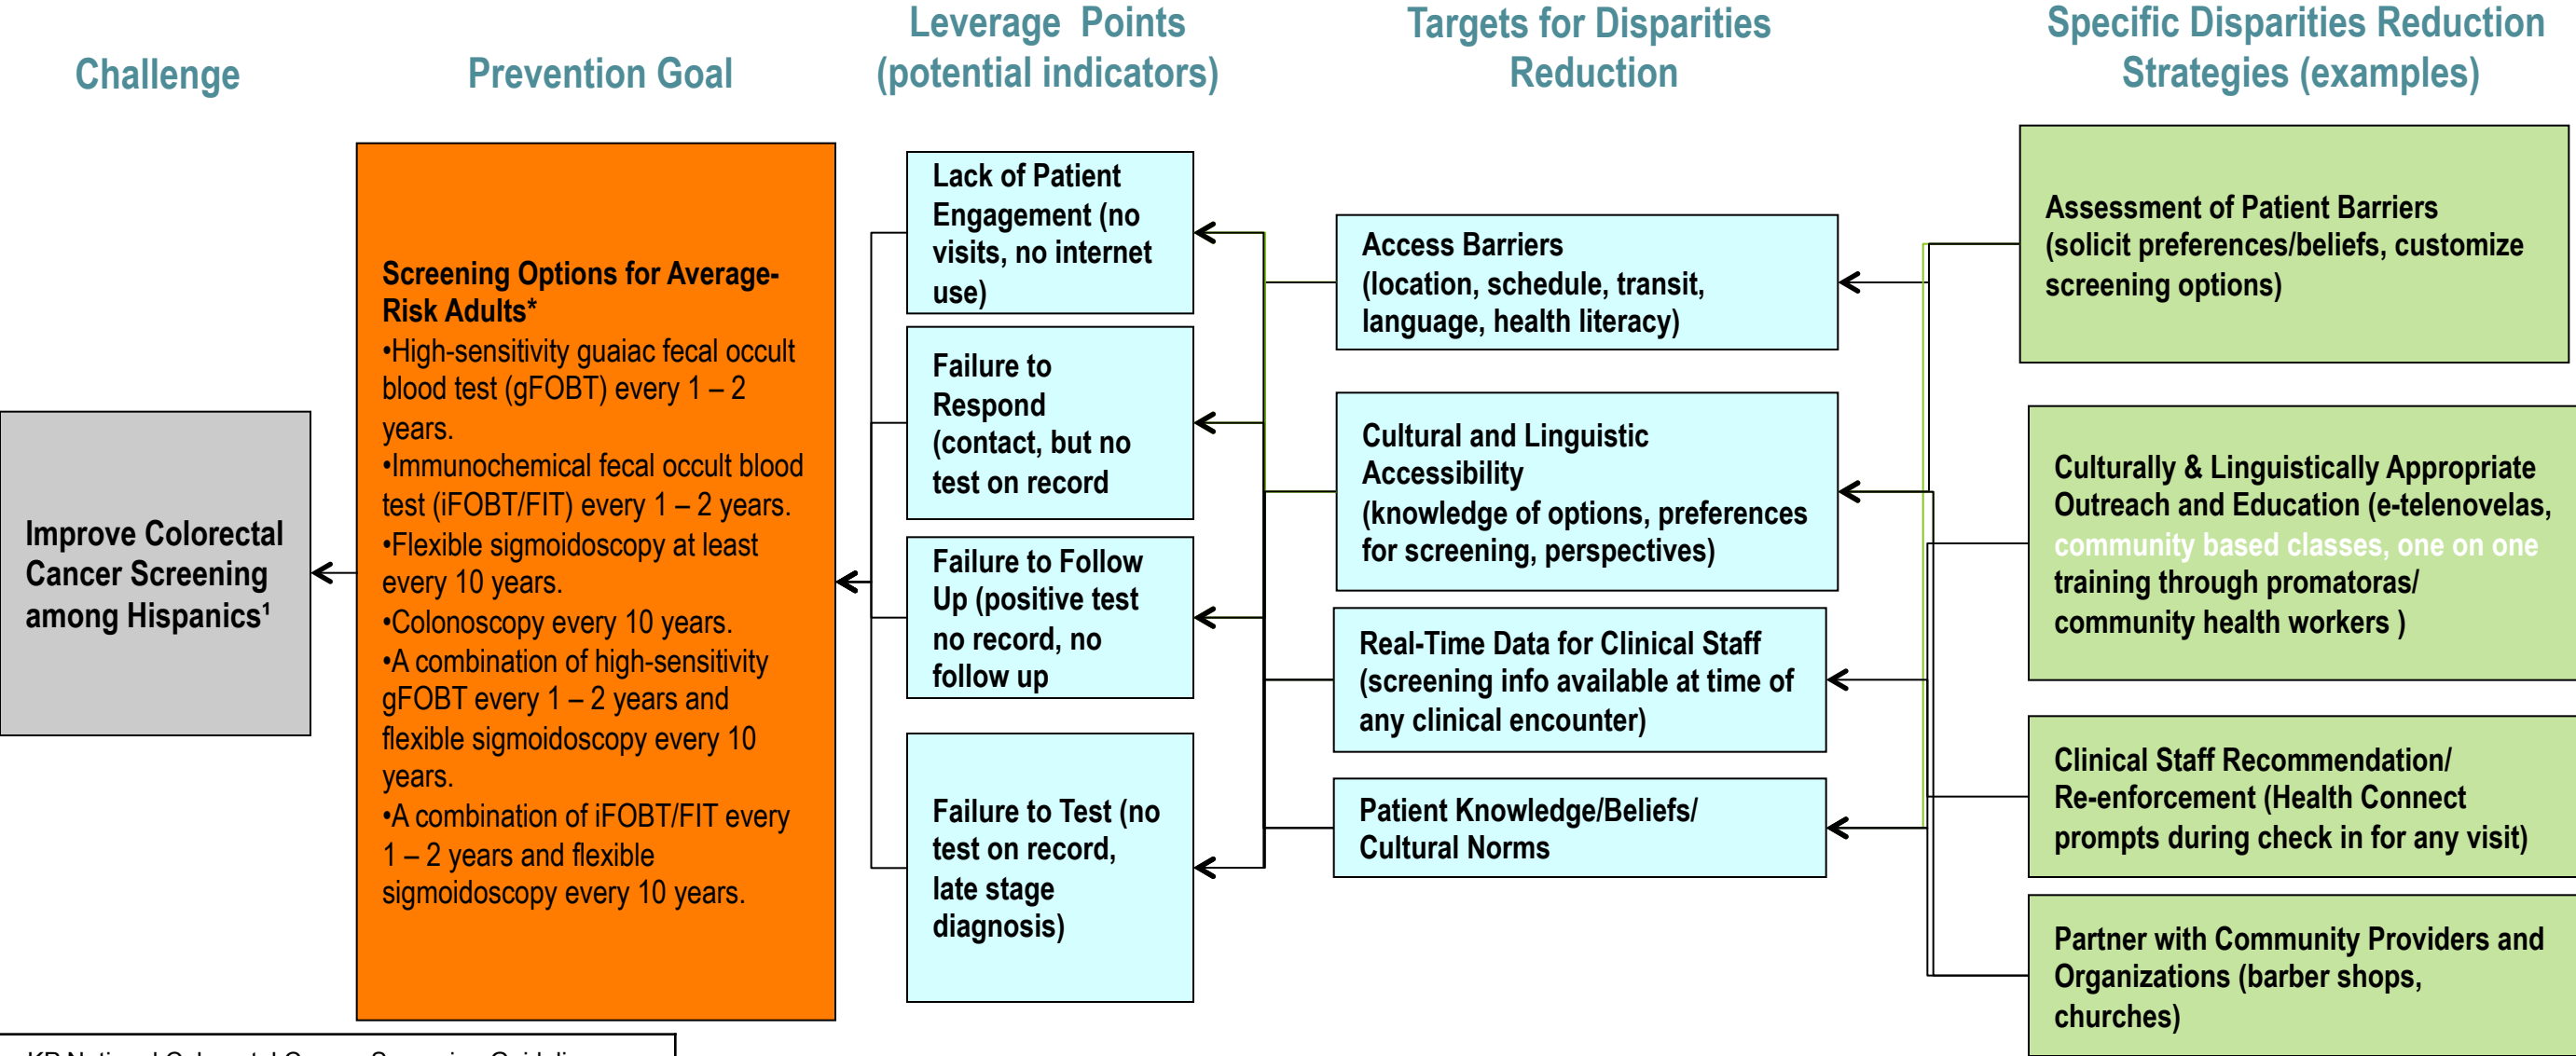 Challenge
Prevention Goal
Leverage Points
(potential indicators)
Targets for Disparities
Reduction
Specific Disparities Reduction
Strategies (examples)
Improve Colorectal
Cancer Screening
among Hispanics¹
Screening Options for Average-
Risk Adults*
•High-sensitivity guaiac fecal occult
blood test (gFOBT) every 1 – 2
years.
•Immunochemical fecal occult blood
test (iFOBT/FIT) every 1 – 2 years.
•Flexible sigmoidoscopy at least
every 10 years.
•Colonoscopy every 10 years.
•A combination of high-sensitivity
gFOBT every 1 – 2 years and
flexible sigmoidoscopy every 10
years.
•A combination of iFOBT/FIT every
1 – 2 years and flexible
sigmoidoscopy every 10 years.
Lack of Patient
Engagement (no
visits, no internet
use)
Failure to
Respond
(contact, but no
test on record
Failure to Follow
Up (positive test
no record, no
follow up
Failure to Test (no
test on record,
late stage
diagnosis)
Access Barriers
(location, schedule, transit,
language, health literacy)
Cultural and Linguistic
Accessibility
(knowledge of options, preferences
for screening, perspectives)
Real-Time Data for Clinical Staff
(screening info available at time of
any clinical encounter)
Patient Knowledge/Beliefs/
Cultural Norms
Assessment of Patient Barriers
(solicit preferences/beliefs, customize
screening options)
Culturally & Linguistically Appropriate
Outreach and Education (e-telenovelas,
community based classes, one on one
training through promatoras/
community health workers )
Clinical Staff Recommendation/
Re-enforcement (Health Connect
prompts during check in for any visit)
Partner with Community Providers and
Organizations (barber shops,
churches)
KP National Colorectal Cancer Screening Guideline